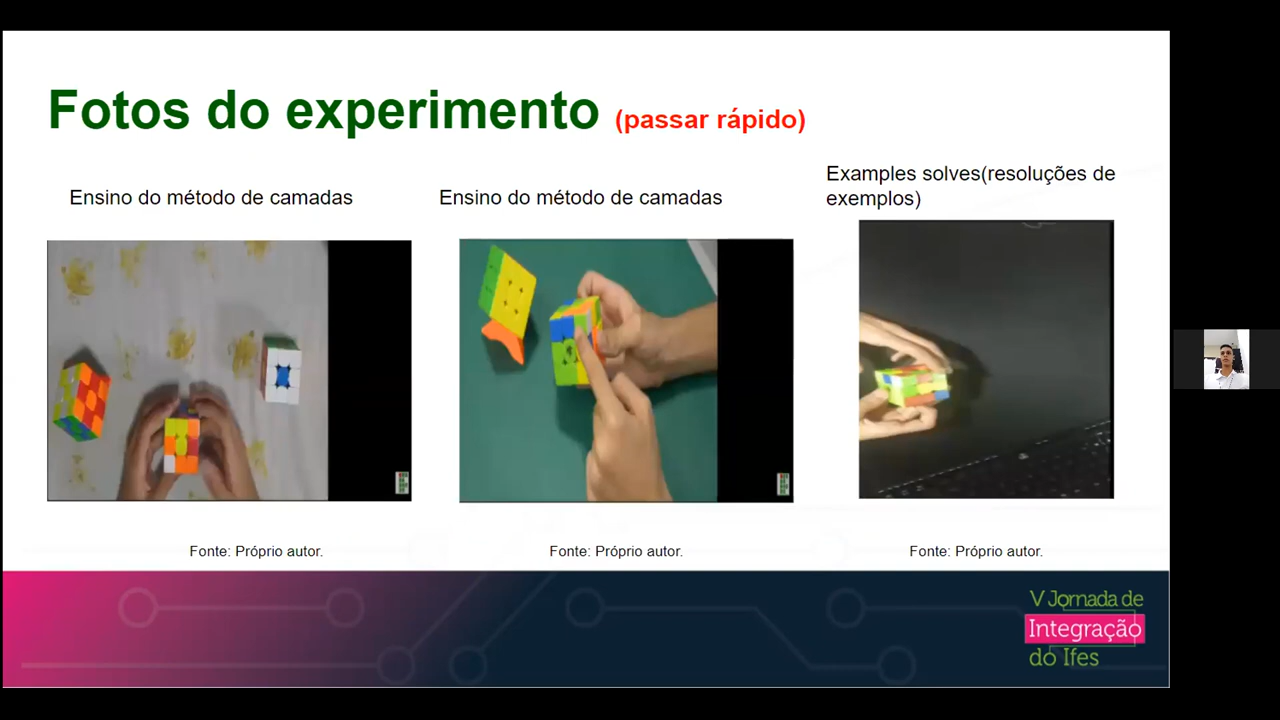 Fotos do experimento (passar rápido)
Ensino do método de camadas
Ensino do método de camadas
Examples solves(resoluções de
exemplos)
Fonte: Próprio autor.
Fonte: Próprio autor.
Fonte: Próprio autor.
V Jornada de
Integração
do Ifes